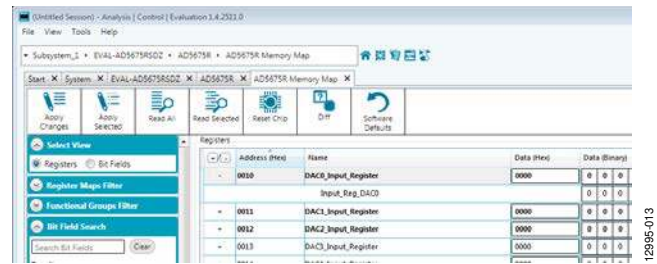 (Untitled Session) - Analysis | Control | Evaluation 1.4.2511.0
File View Tools Help
Subsystem_1 EVAL-AD5675RSDZ AD5675R AD5675R Memory Map
Start System EVAL-AD5675RSDZ AD5675R AD5675R Memory Map
Apply Changes Apply Selected Read All Read Selected Reset Chip Diff Software Defaults
Select View
Registers Bit Fields
Register Maps Filter
Functional Groups Filter
Bit Field Search
Search Bit Fields Clear
Registers
+/- Address (Hex) Name Data (Hex) Data (Binary)
- 0010 DAC0_Input_Register 0000 0 0 0
Input_Reg_DAC0 0 0 0
+ 0011 DAC1_Input_Register 0000 0 0 0
+ 0012 DAC2_Input_Register 0000 0 0 0
+ 0013 DAC3_Input_Register 0000 0 0 0
12995-013